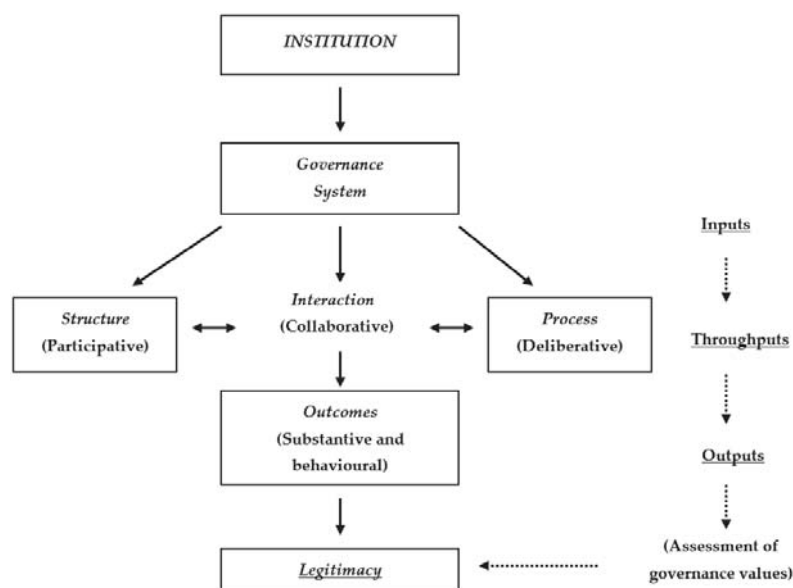 INSTITUTION
Governance
System
Inputs
Structure
(Participative)
Interaction
(Collaborative)
Process
(Deliberative)
Throughputs
Outcomes
(Substantive and
behavioural)
Outputs
Legitimacy
(Assessment of
governance values)